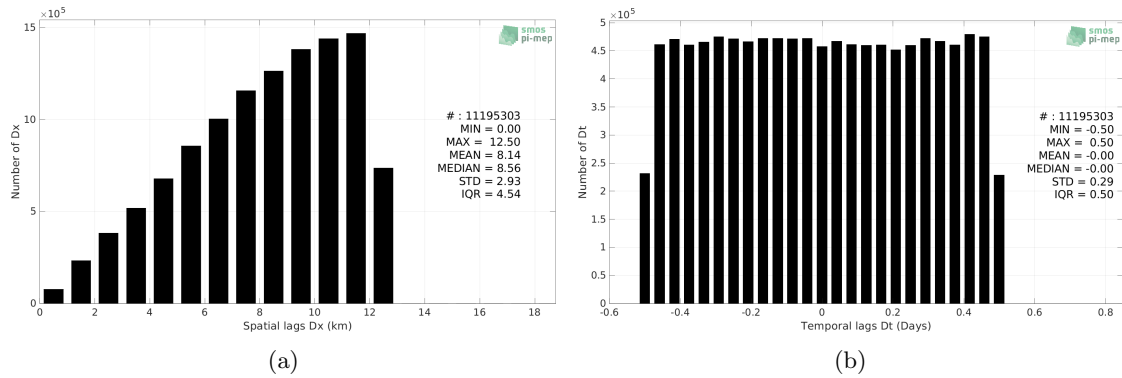 ×10⁵
15
10
5
0
Number of Dx
smos
pi-mep
# : 11195303
MIN = 0.00
MAX = 12.50
MEAN = 8.14
MEDIAN = 8.56
STD = 2.93
IQR = 4.54
0 2 4 6 8 10 12 14 16 18
Spatial lags Dx (km)
(a)
×10⁵
5
4.5
4
3.5
3
2.5
2
1.5
1
0.5
0
Number of Dt
smos
pi-mep
# : 11195303
MIN = -0.50
MAX = 0.50
MEAN = -0.00
MEDIAN = -0.00
STD = 0.29
IQR = 0.50
-0.6 -0.4 -0.2 0 0.2 0.4 0.6 0.8
Temporal lags Dt (Days)
(b)